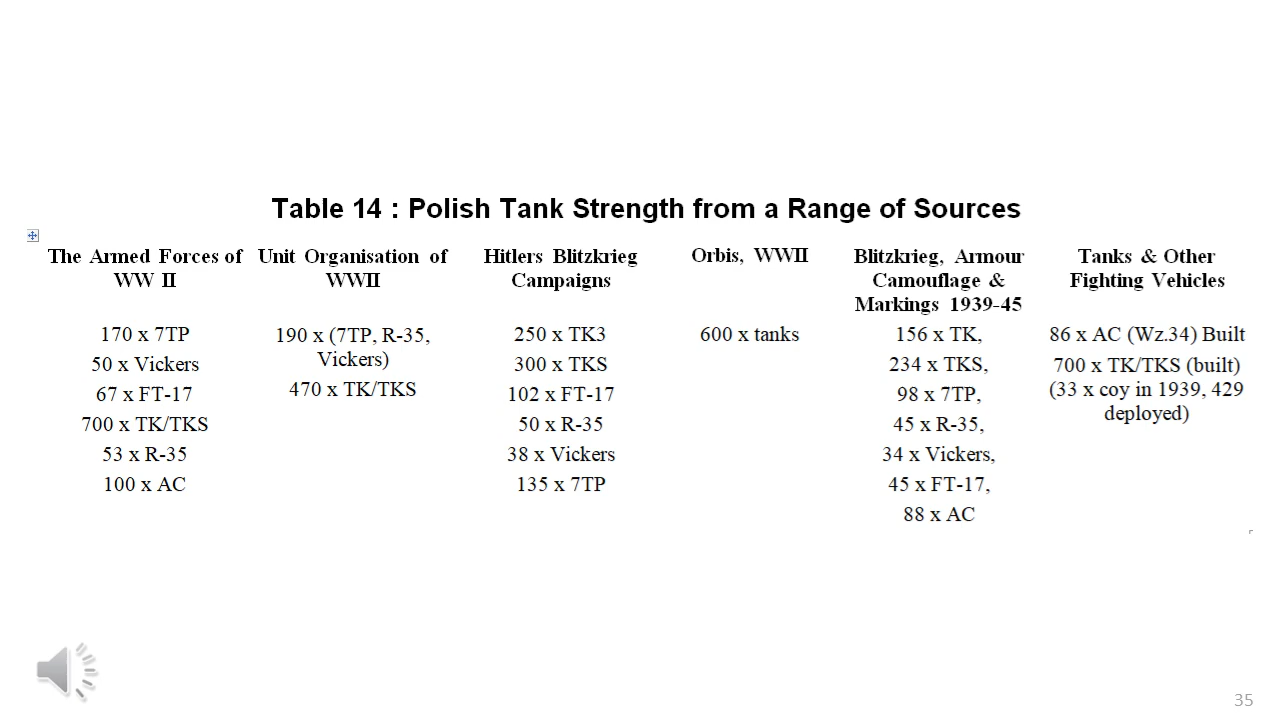 Table 14 : Polish Tank Strength from a Range of Sources
The Armed Forces of
WW II
170 x 7TP
50 x Vickers
67 x FT-17
700 x TK/TKS
53 x R-35
100 x AC
Unit Organisation of
WWII
190 x (7TP, R-35,
Vickers)
470 x TK/TKS
Hitlers Blitzkrieg
Campaigns
250 x TK3
300 x TKS
102 x FT-17
50 x R-35
38 x Vickers
135 x 7TP
Orbis, WWII
600 x tanks
Blitzkrieg, Armour
Camouflage &
Markings 1939-45
156 x TK,
234 x TKS,
98 x 7TP,
45 x R-35,
34 x Vickers,
45 x FT-17,
88 x AC
Tanks & Other
Fighting Vehicles
86 x AC (Wz.34) Built
700 x TK/TKS (built)
(33 x coy in 1939, 429
deployed)
35